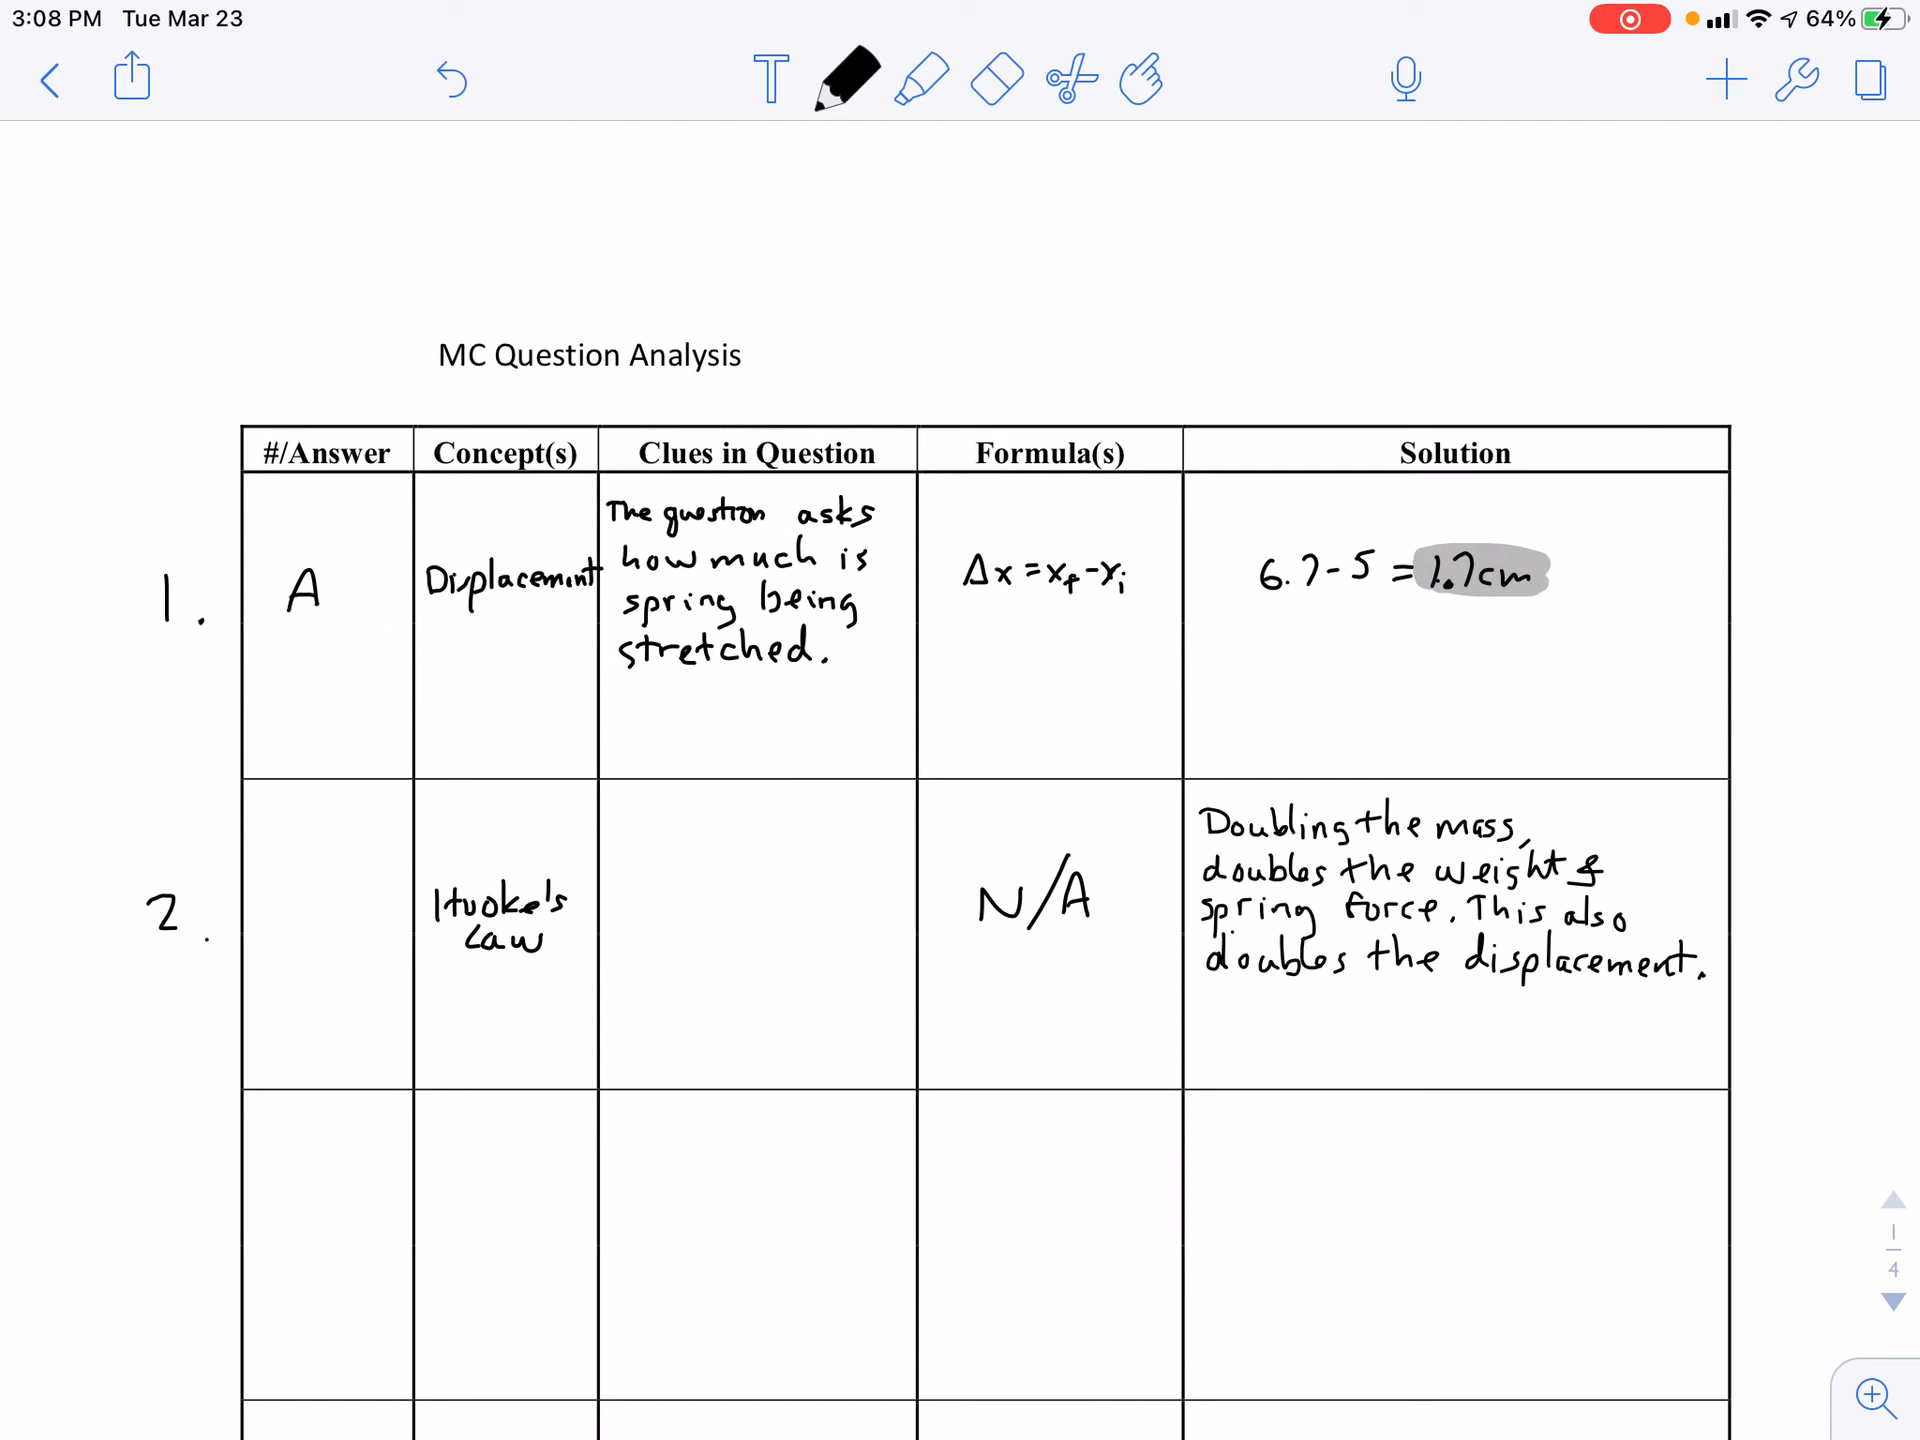 3:08 PM Tue Mar 23
64%
T
MC Question Analysis
#/Answer Concept(s) Clues in Question Formula(s) Solution
1. A Displacement
The question asks
how much is
spring being
stretched.
Δx = xf - xi
6.7 - 5 = 1.7cm
2.
Hooke's
Law
N/A
Doubling the mass,
doubles the weight &
spring force. This also
doubles the displacement.
1
4